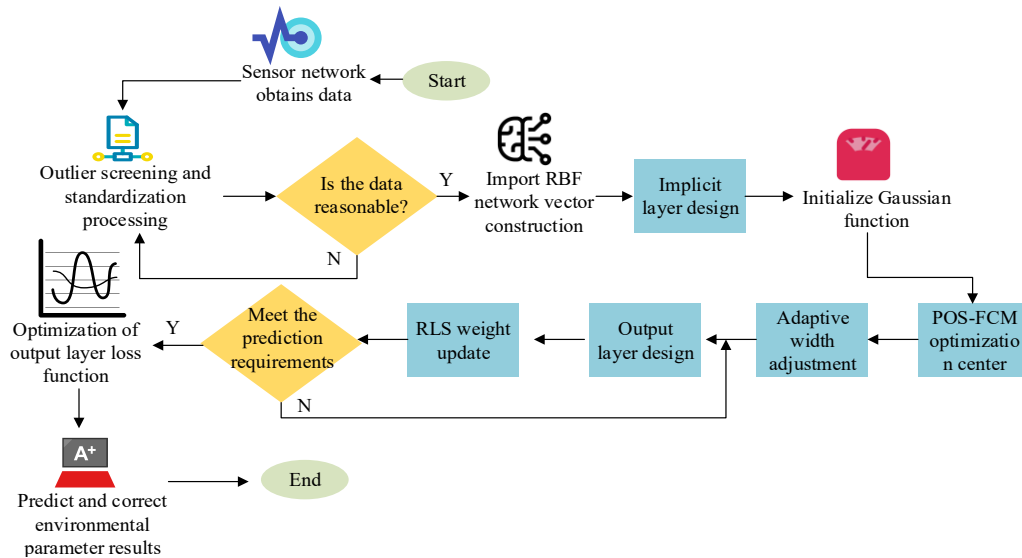 Start
Sensor network
obtains data
Outlier screening and
standardization
processing
Is the data
reasonable?
Y
N
Import RBF
network vector
construction
Implicit
layer design
Initialize Gaussian
function
POS-FCM
optimizatio
n center
Adaptive
width
adjustment
Output
layer design
RLS weight
update
Meet the
prediction
requirements
Y
N
Optimization of
output layer loss
function
A+
Predict and correct
environmental
parameter results
End